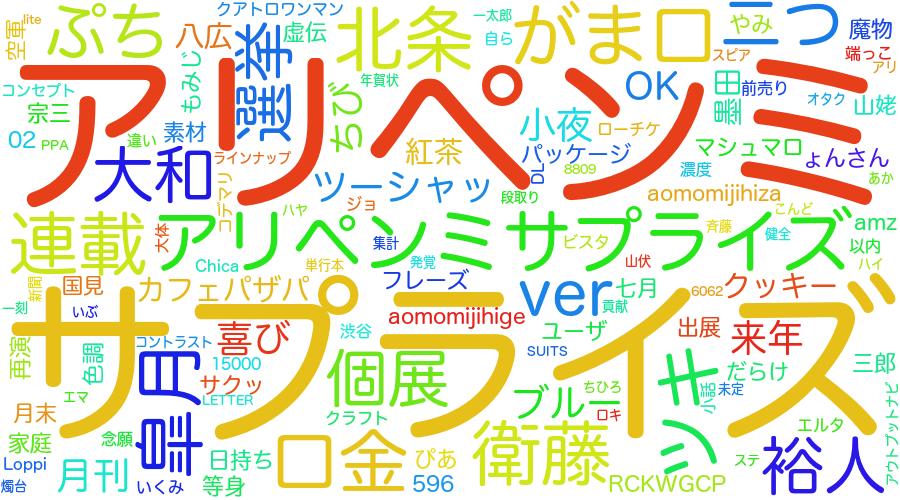 クアトロワンマン
lite
空軍
ぷち
八広
虚伝
選挙
北条
一太郎
自ら
がま口
スピア
二つ
やみ
魔物
端っこ
アリ
コンセプト
もみじ
年賀状
ちび
アリペンミ
OK
墨田
前売り
オタク
山姥
宗三
02
PPA
違い
素材
小夜
ローチケ
マシュマロ
大和
ラインナップ
紅茶
パッケージ
DL
8809
濃度
ょんさん
あか
コデマリ
ツーシャッ
ジョ
段取り
aomomijihiza
連載
大体
ハヤ
アリペンミ
サプライズ
斉藤
こんど
amz
集計
ビスタ
健全
以内
Chica
単行本
発覚
山伏
ハイ
新聞
国見
カフェパザパ
フレーズ
ver
七月
貢献
6062
クッキー
一刻
いぶ
aomomijihige
サプライズ
喜び
渋谷
ユーザ
出展
来年
再演
色調
コントラスト
15000
SUITS
三郎
エマ
皐月
サクッ
個展
ちひろ
ツキ
小話
だらけ
未定
月末
LETTER
クラフト
ブルー
ロキ
アウトプットナビ
家庭
念願
口金
ぴあ
衛藤
エルタ
Loppi
月刊
日持ち
ステ
裕人
燭台
いくみ
等身
596
RCKWGCP